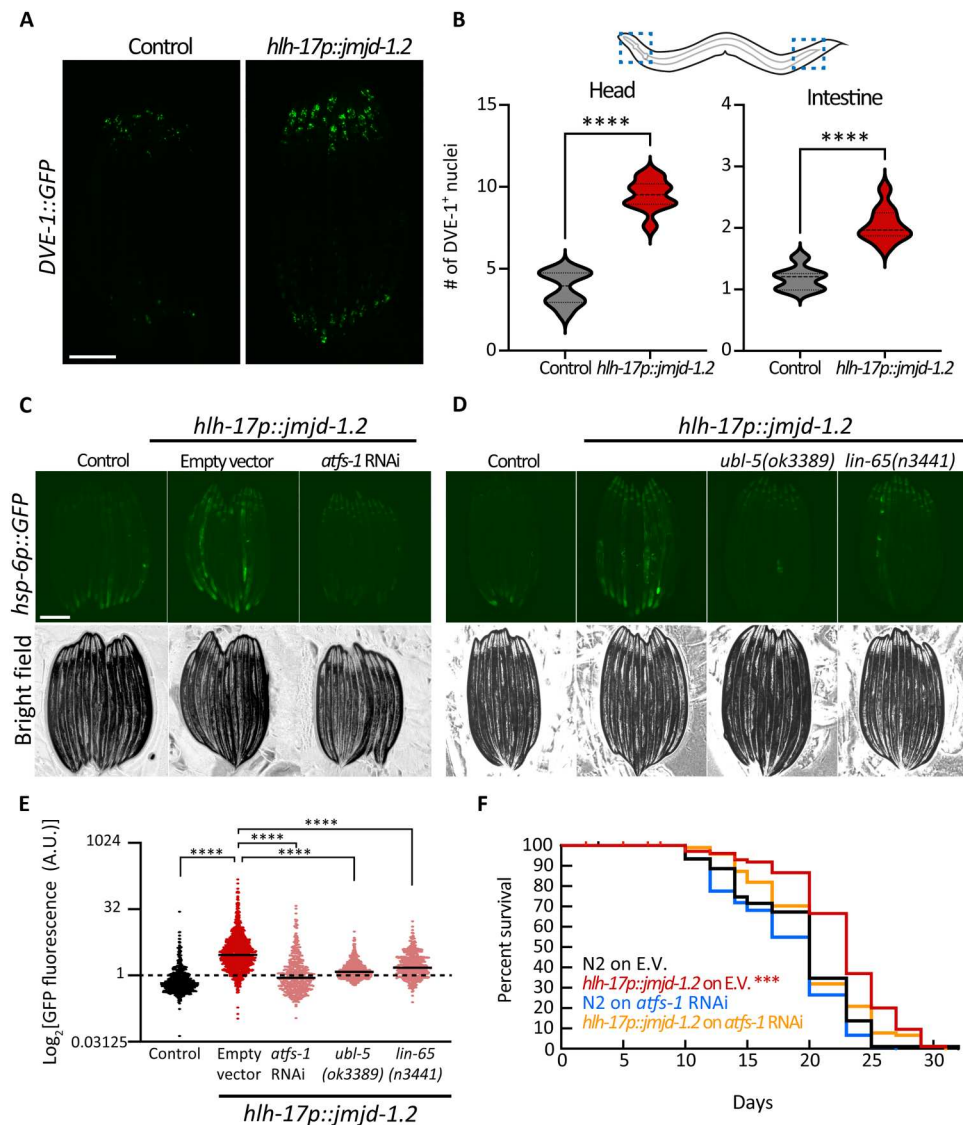 A
Control
hlh-17p::jmjd-1.2
DVE-1::GFP
B
Head
Intestine
# of DVE-1+ nuclei
15
10
5
0
****
Control
hlh-17p::jmjd-1.2
4
3
2
1
0
****
Control
hlh-17p::jmjd-1.2
C
hlh-17p::jmjd-1.2
Control
Empty vector
atfs-1 RNAi
hsp-6p::GFP
Bright field
D
hlh-17p::jmjd-1.2
Control
ubl-5(ok3389)
lin-65(n3441)
E
Log2[GFP fluorescence (A.U.)]
1024
32
1
0.03125
****
****
****
****
Control
Empty vector
atfs-1 RNAi
ubl-5 (ok3389)
lin-65 (n3441)
hlh-17p::jmjd-1.2
F
Percent survival
100
90
80
70
60
50
40
30
20
10
0
N2 on E.V.
hlh-17p::jmjd-1.2 on E.V. ***
N2 on atfs-1 RNAi
hlh-17p::jmjd-1.2 on atfs-1 RNAi
0
5
10
15
20
25
30
Days